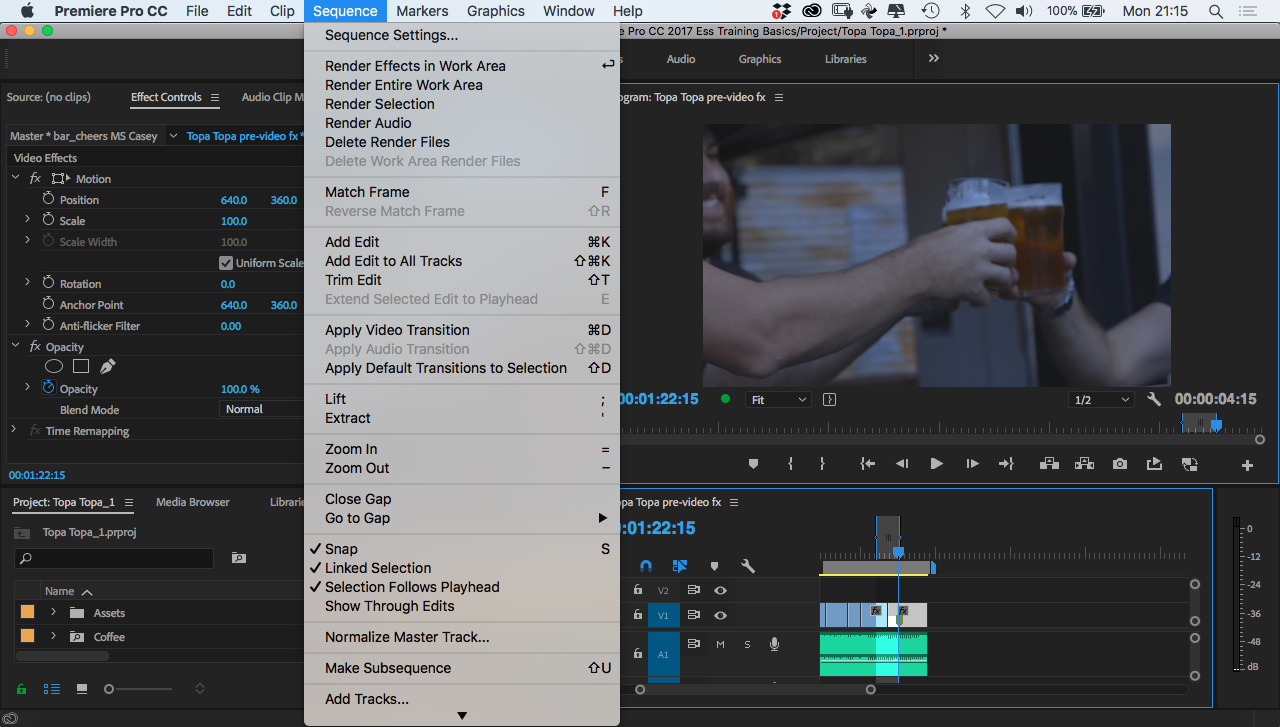 Premiere Pro CC File Edit Clip Sequence Markers Graphics Window Help 1 100% Mon 21:15
Pro CC 2017 Ess Training Basics/Project/Topa Topa_1.prproj *
Audio Graphics Libraries
Source: (no clips) Effect Controls Audio Clip M
Master * bar_cheers MS Casey Topa Topa pre-video fx *
Video Effects
fx Motion
Position 640.0 360.0
Scale 100.0
Scale Width 100.0
Uniform Scale
Rotation 0.0
Anchor Point 640.0 360.0
Anti-flicker Filter 0.00
fx Opacity
Opacity 100.0 %
Blend Mode Normal
fx Time Remapping
00:01:22:15
Sequence Settings...
Render Effects in Work Area
Render Entire Work Area
Render Selection
Render Audio
Delete Render Files
Delete Work Area Render Files
Match Frame F
Reverse Match Frame ⇧R
Add Edit ⌘K
Add Edit to All Tracks ⇧⌘K
Trim Edit ⇧T
Extend Selected Edit to Playhead E
Apply Video Transition ⌘D
Apply Audio Transition ⇧⌘D
Apply Default Transitions to Selection ⇧D
Lift ;
Extract '
Zoom In =
Zoom Out −
Close Gap
Go to Gap
Snap S
Linked Selection
Selection Follows Playhead
Show Through Edits
Normalize Master Track...
Make Subsequence ⇧U
Add Tracks...
ogram: Topa Topa pre-video fx
00:01:22:15 Fit 1/2 00:00:04:15
Project: Topa Topa_1 Media Browser Librarie
Topa Topa_1.prproj
Name
Assets
Coffee
opa Topa pre-video fx
:01:22:15
V2
V1 fx fx
A1 M S
0
-12
-24
-36
-48
dB